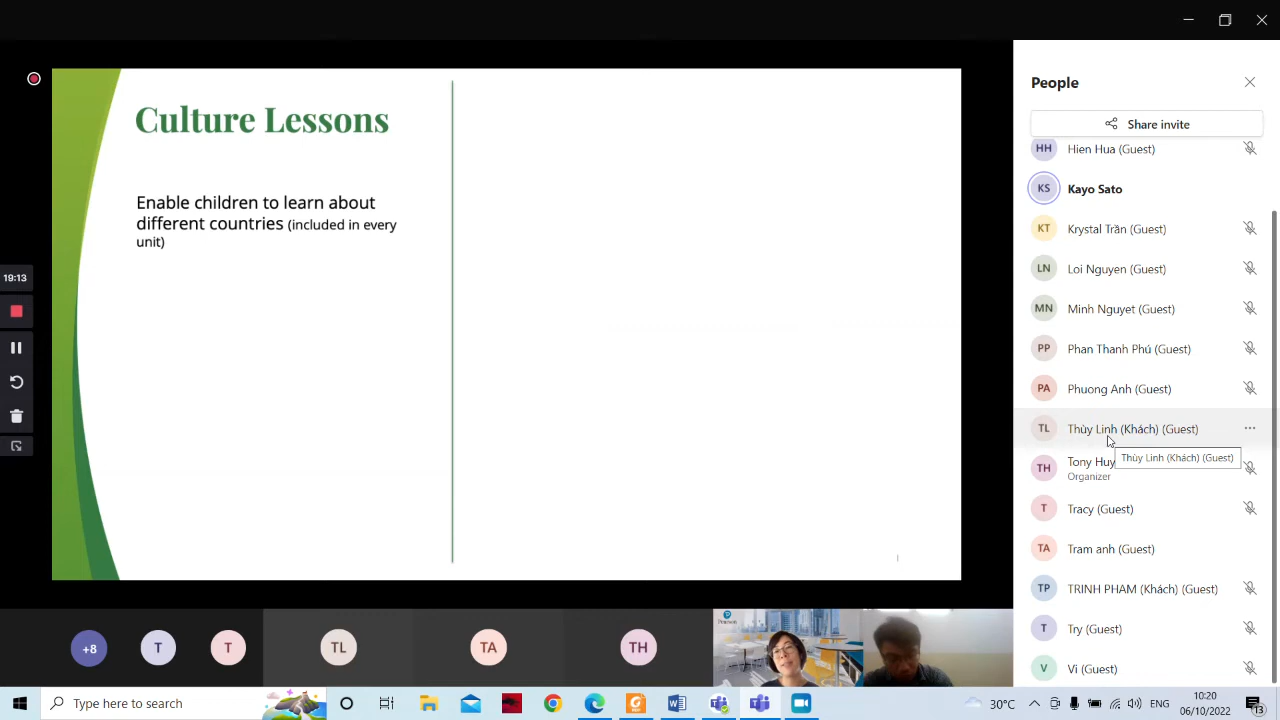 People
Share invite
Culture Lessons
Enable children to learn about
different countries (included in every
unit)
HH Hien Hua (Guest)
KS Kayo Sato
KT Krystal Trân (Guest)
LN Loi Nguyen (Guest)
MN Minh Nguyet (Guest)
PP Phan Thanh Phú (Guest)
PA Phuong Anh (Guest)
TL Thùy Linh (Khách) (Guest)
Thùy Linh (Khách) (Guest)
TH Tony Huy
Organizer
T Tracy (Guest)
TA Tram anh (Guest)
TP TRINH PHAM (Khách) (Guest)
T Try (Guest)
V Vi (Guest)
19:13
+8 T T TL TA TH
Pearson
Type here to search
30°C ENG
10:20
06/10/2022
13